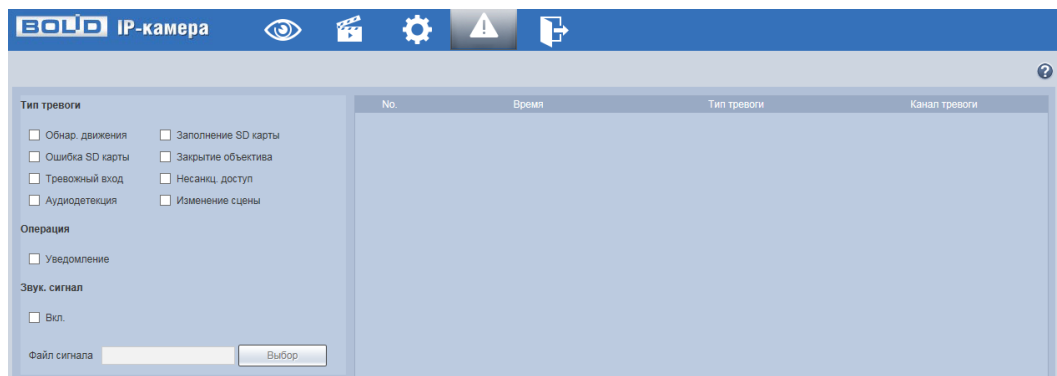 BOLID IP-камера
?
Тип тревоги
Обнар. движения Заполнение SD карты
Ошибка SD карты Закрытие объектива
Тревожный вход Несанкц. доступ
Аудиодетекция Изменение сцены
Операция
Уведомление
Звук. сигнал
Вкл.
Файл сигнала Выбор
No. Время Тип тревоги Канал тревоги